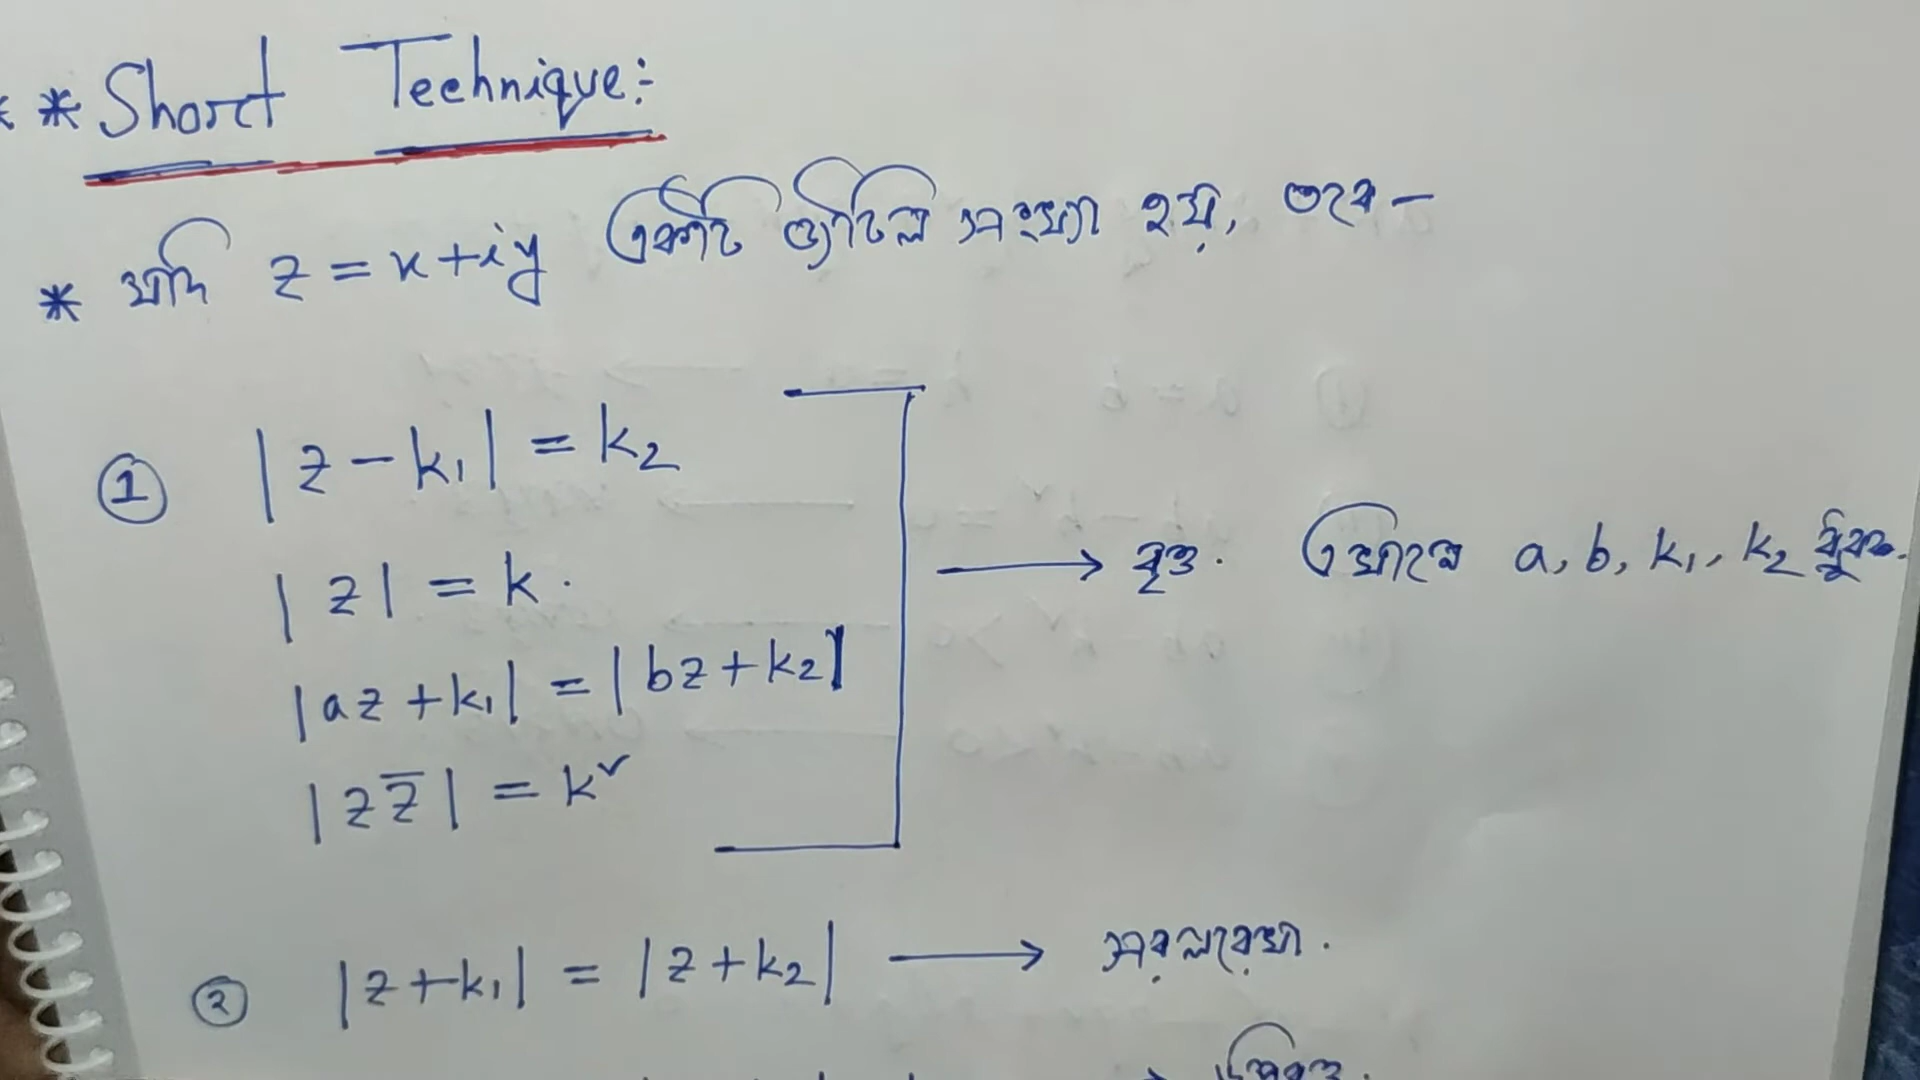 ** Short Technique:-
* যদি z = x+iy একটি জটিল সংখ্যা হয়, তবে-
① |z-k₁| = k₂
|z| = k.
→ বৃত্ত. এখানে a, b, k₁, k₂ ধ্রুবক.
|az+k₁| = |bz+k₂|
|zz̅| = k²
② |z+k₁| = |z+k₂| → সরলরেখা.